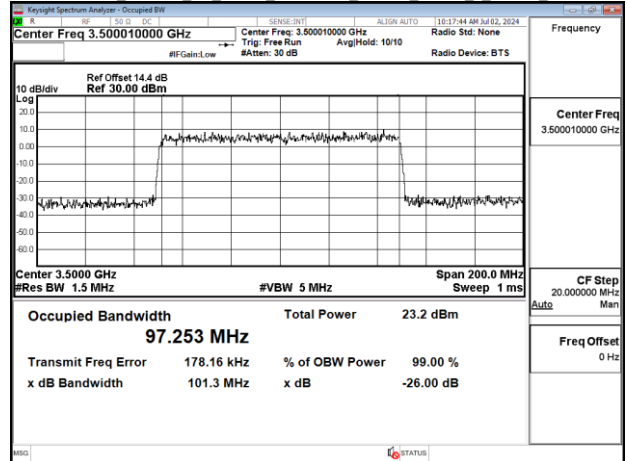 Keysight Spectrum Analyzer - Occupied BW
R RF 50 Ω DC SENSE:INT ALIGN AUTO 10:17:44 AM Jul 02, 2024
Center Freq 3.500010000 GHz Center Freq: 3.500010000 GHz Radio Std: None
Trig: Free Run Avg|Hold: 10/10
#IFGain:Low #Atten: 30 dB Radio Device: BTS
Frequency
Ref Offset 14.4 dB
10 dB/div Ref 30.00 dBm
Log
20.0
10.0
0.00
-10.0
-20.0
-30.0
-40.0
-50.0
-60.0
Center 3.5000 GHz Span 200.0 MHz
#Res BW 1.5 MHz #VBW 5 MHz Sweep 1 ms
Occupied Bandwidth Total Power 23.2 dBm
97.253 MHz
Transmit Freq Error 178.16 kHz % of OBW Power 99.00 %
x dB Bandwidth 101.3 MHz x dB -26.00 dB
Center Freq
3.500010000 GHz
CF Step
20.000000 MHz
Auto Man
Freq Offset
0 Hz
MSG STATUS